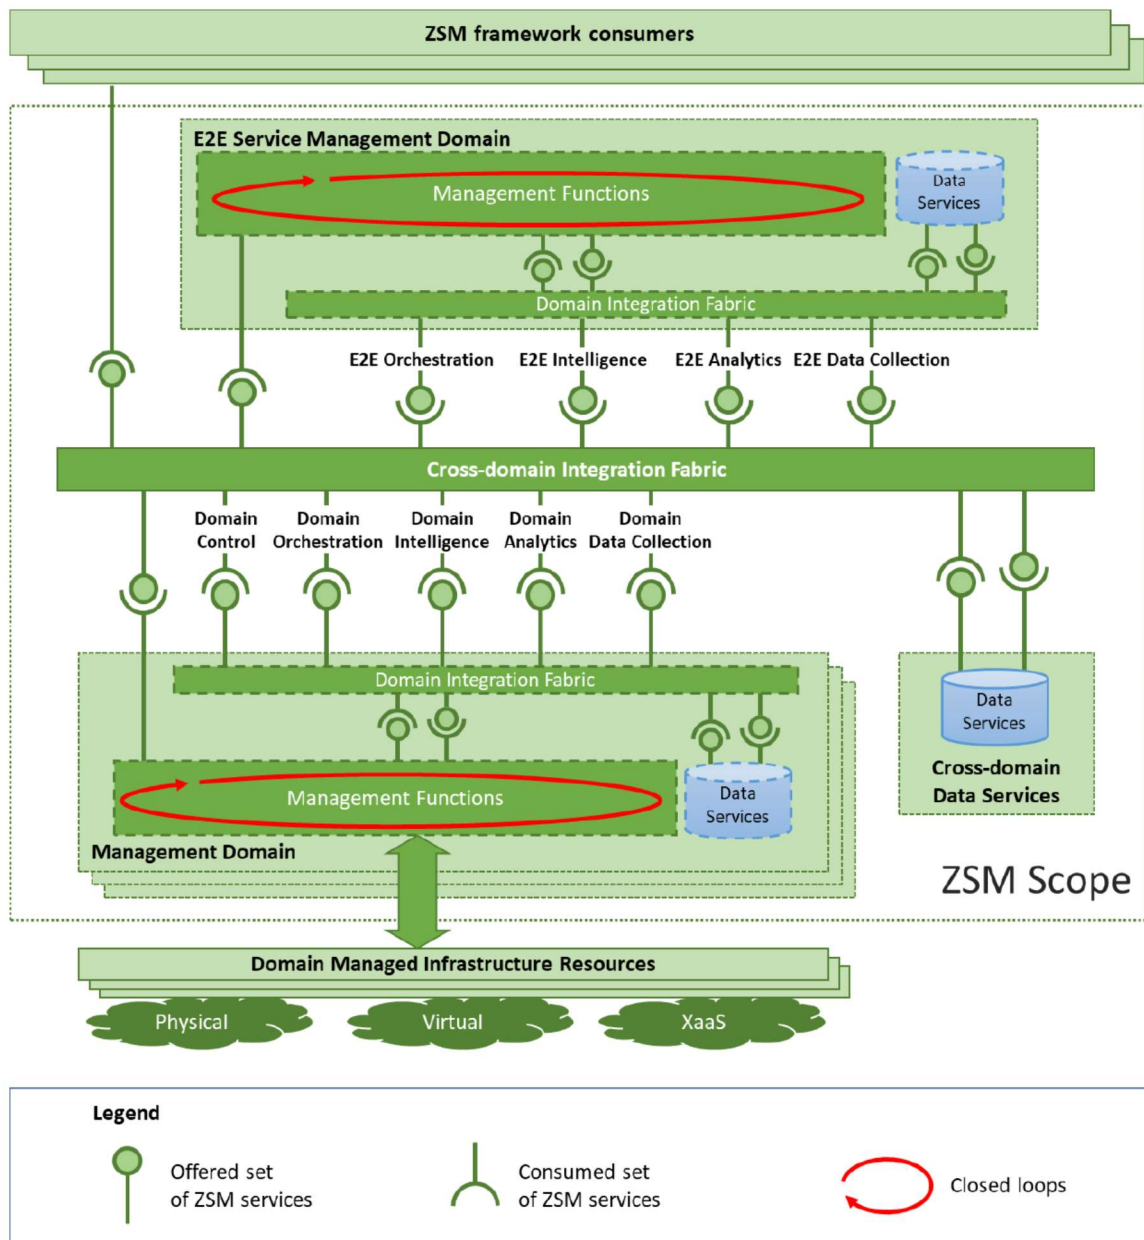 ZSM framework consumers
E2E Service Management Domain
Management Functions
Data
Services
Domain Integration Fabric
E2E Orchestration
E2E Intelligence
E2E Analytics
E2E Data Collection
Cross-domain Integration Fabric
Domain
Control
Domain
Orchestration
Domain
Intelligence
Domain
Analytics
Domain
Data Collection
Domain Integration Fabric
Management Functions
Data
Services
Management Domain
Data
Services
Cross-domain
Data Services
ZSM Scope
Domain Managed Infrastructure Resources
Physical
Virtual
XaaS
Legend
Offered set
of ZSM services
Consumed set
of ZSM services
Closed loops